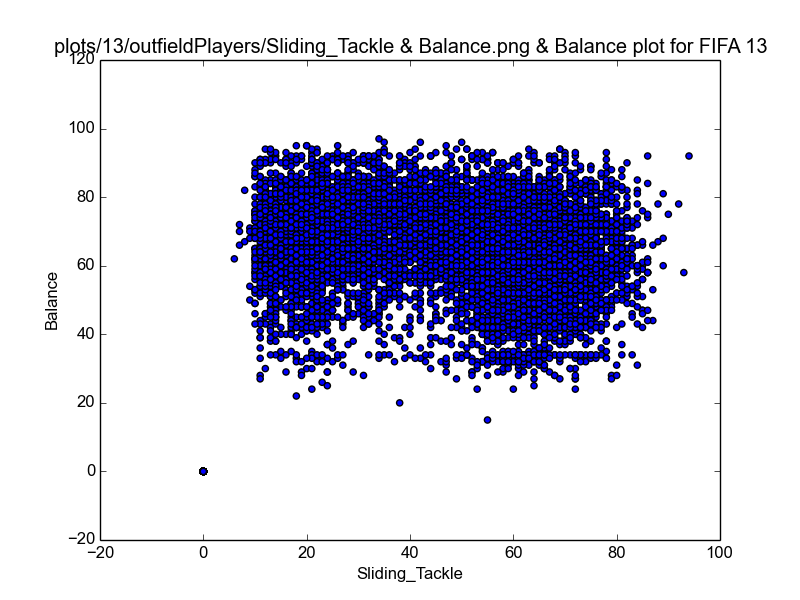 plots/13/outfieldPlayers/Sliding_Tackle & Balance.png & Balance plot for FIFA 13
120
100
80
60
40
20
0
−20
Balance
−20 0 20 40 60 80 100
Sliding_Tackle